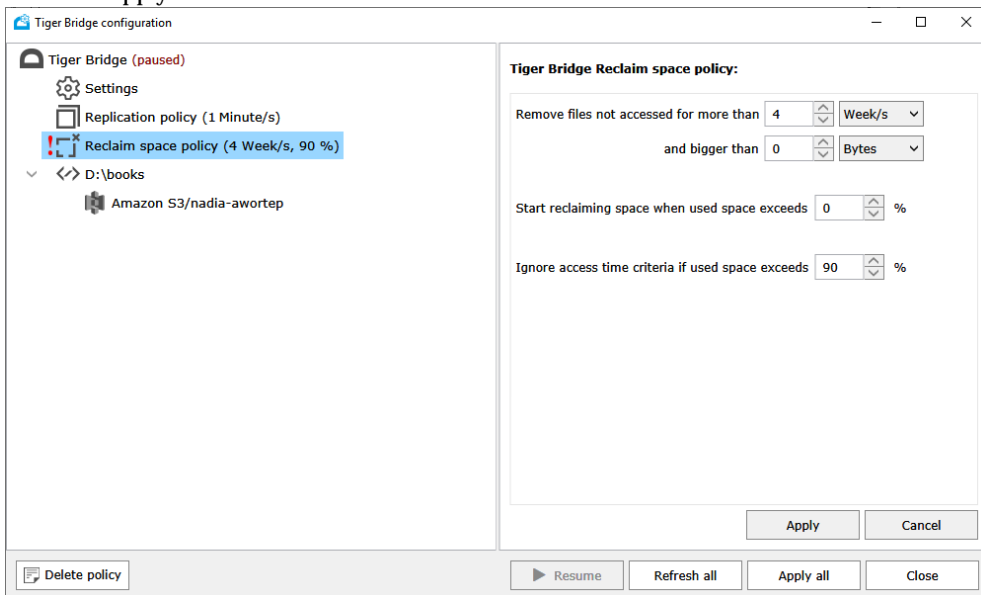 Tiger Bridge configuration
Tiger Bridge (paused)
Settings
Replication policy (1 Minute/s)
Reclaim space policy (4 Week/s, 90 %)
D:\books
Amazon S3/nadia-awortep
Tiger Bridge Reclaim space policy:
Remove files not accessed for more than 4 Week/s
and bigger than 0 Bytes
Start reclaiming space when used space exceeds 0 %
Ignore access time criteria if used space exceeds 90 %
Apply Cancel
Delete policy Resume Refresh all Apply all Close